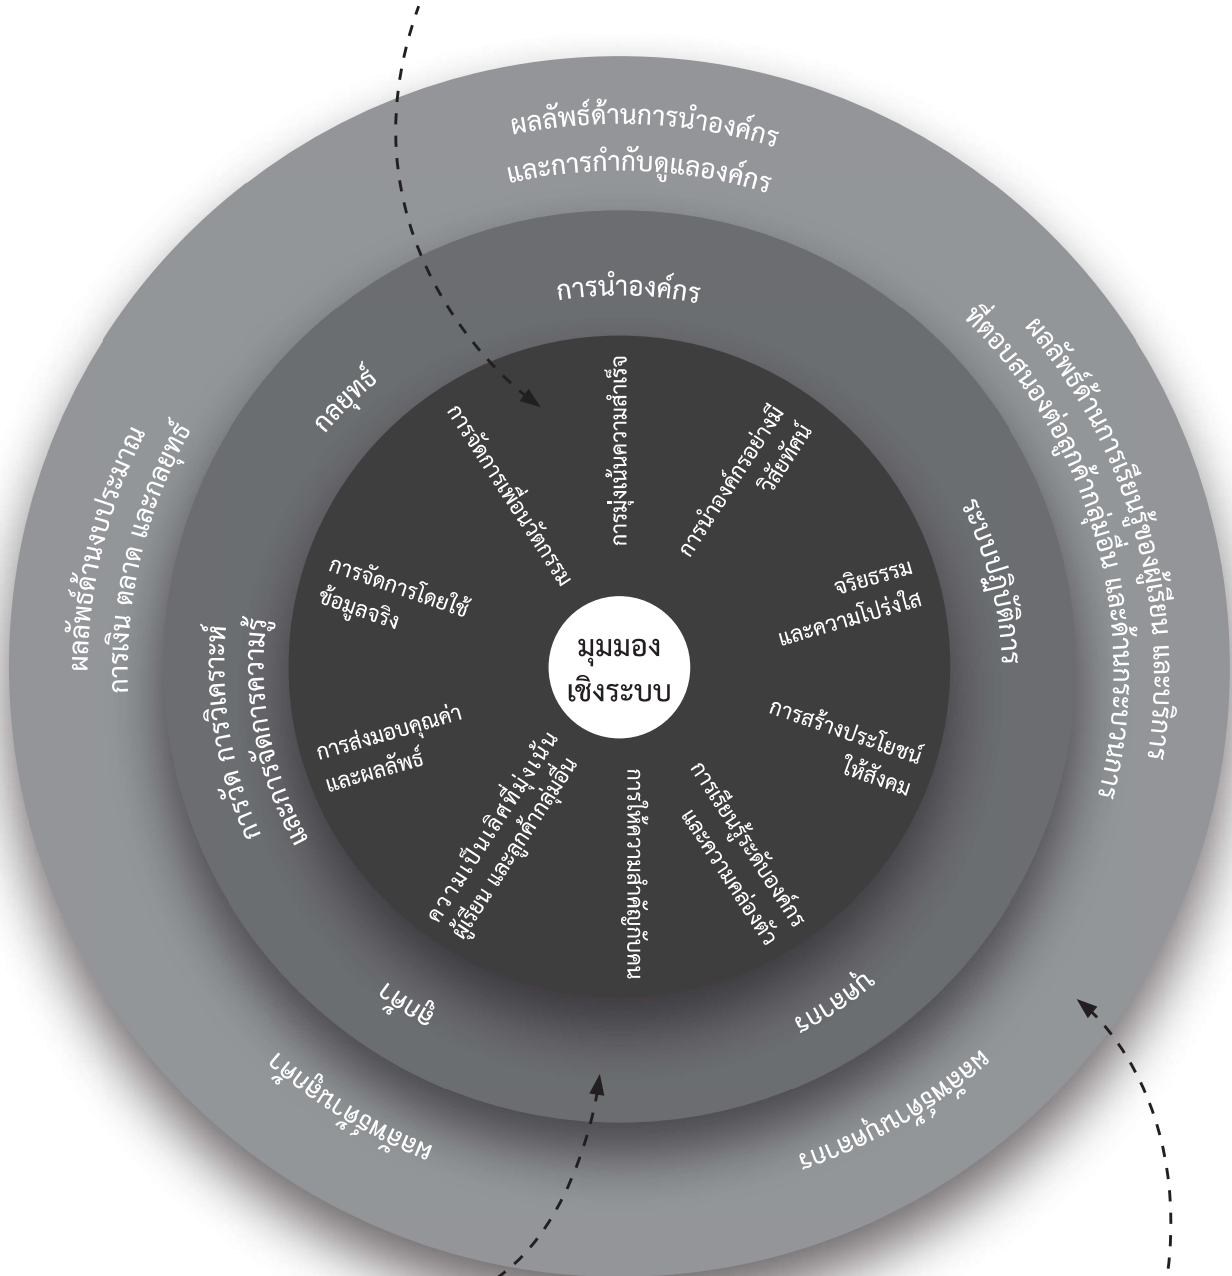 ผลลัพธ์ด้านการนำองค์กร
และการกำกับดูแลองค์กร
ผลลัพธ์ด้านการเรียนรู้ของผู้เรียน และบริการ
ที่ตอบสนองต่อลูกค้ากลุ่มอื่น และด้านกระบวนการ
ผลลัพธ์ด้านบุคลากร
ผลลัพธ์ด้านลูกค้า
ผลลัพธ์ด้านงบประมาณ
การเงิน ตลาด และกลยุทธ์
การนำองค์กร
ระบบปฏิบัติการ
บุคลากร
ลูกค้า
การวัด การวิเคราะห์
และการจัดการความรู้
กลยุทธ์
การมุ่งเน้นความสำเร็จ
การนำองค์กรอย่างมี
วิสัยทัศน์
จริยธรรม
และความโปร่งใส
การสร้างประโยชน์
ให้สังคม
การเรียนรู้ระดับองค์กร
และความคล่องตัว
การให้ความสำคัญกับคน
ความเป็นเลิศที่มุ่งเน้น
ผู้เรียน และลูกค้ากลุ่มอื่น
การส่งมอบคุณค่า
และผลลัพธ์
การจัดการโดยใช้
ข้อมูลจริง
การจัดการเพื่อนวัตกรรม
มุมมอง
เชิงระบบ